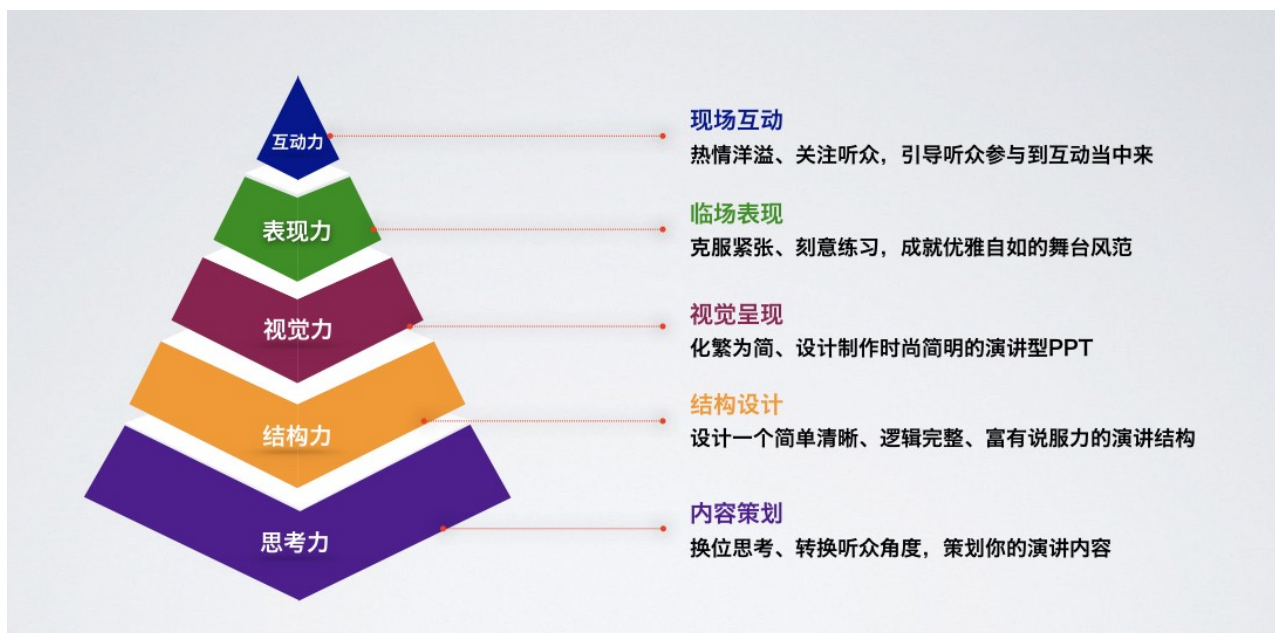 互动力
现场互动
热情洋溢、关注听众，引导听众参与到互动当中来
表现力
临场表现
克服紧张、刻意练习，成就优雅自如的舞台风范
视觉力
视觉呈现
化繁为简、设计制作时尚简明的演讲型PPT
结构力
结构设计
设计一个简单清晰、逻辑完整、富有说服力的演讲结构
思考力
内容策划
换位思考、转换听众角度，策划你的演讲内容